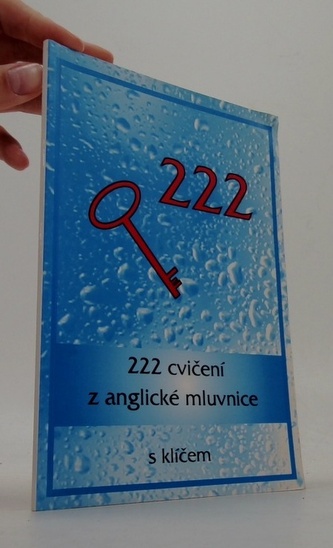 222
222 cvičení
z anglické mluvnice
s klíčem